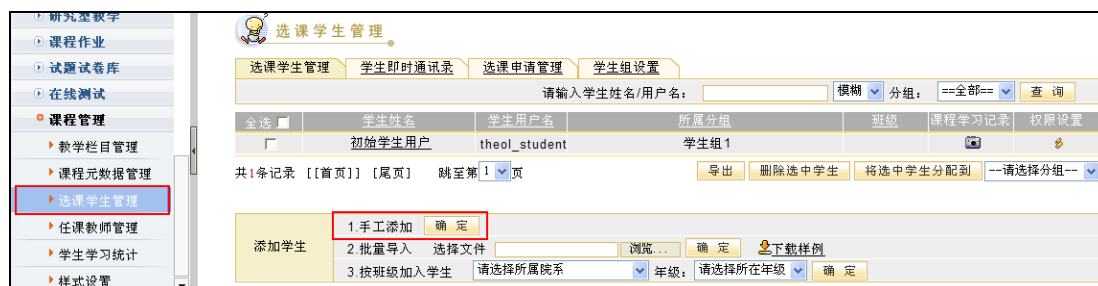 研究型教学
课程作业
试题试卷库
在线测试
课程管理
教学栏目管理
课程元数据管理
选课学生管理
任课教师管理
学生学习统计
样式设置
选课学生管理
选课学生管理 学生即时通讯录 选课申请管理 学生组设置
请输入学生姓名/用户名： 模糊 分组： ==全部== 查 询
全选 学生姓名 学生用户名 所属分组 班级 课程学习记录 权限设置
初始学生用户 theol_student 学生组1
共1条记录 [[首页]] [尾页] 跳至第 1 页 导出 删除选中学生 将选中学生分配到 --请选择分组--
添加学生
1.手工添加 确 定
2.批量导入 选择文件 浏览... 确 定 下载样例
3.按班级加入学生 请选择所属院系 年级： 请选择所在年级 确 定